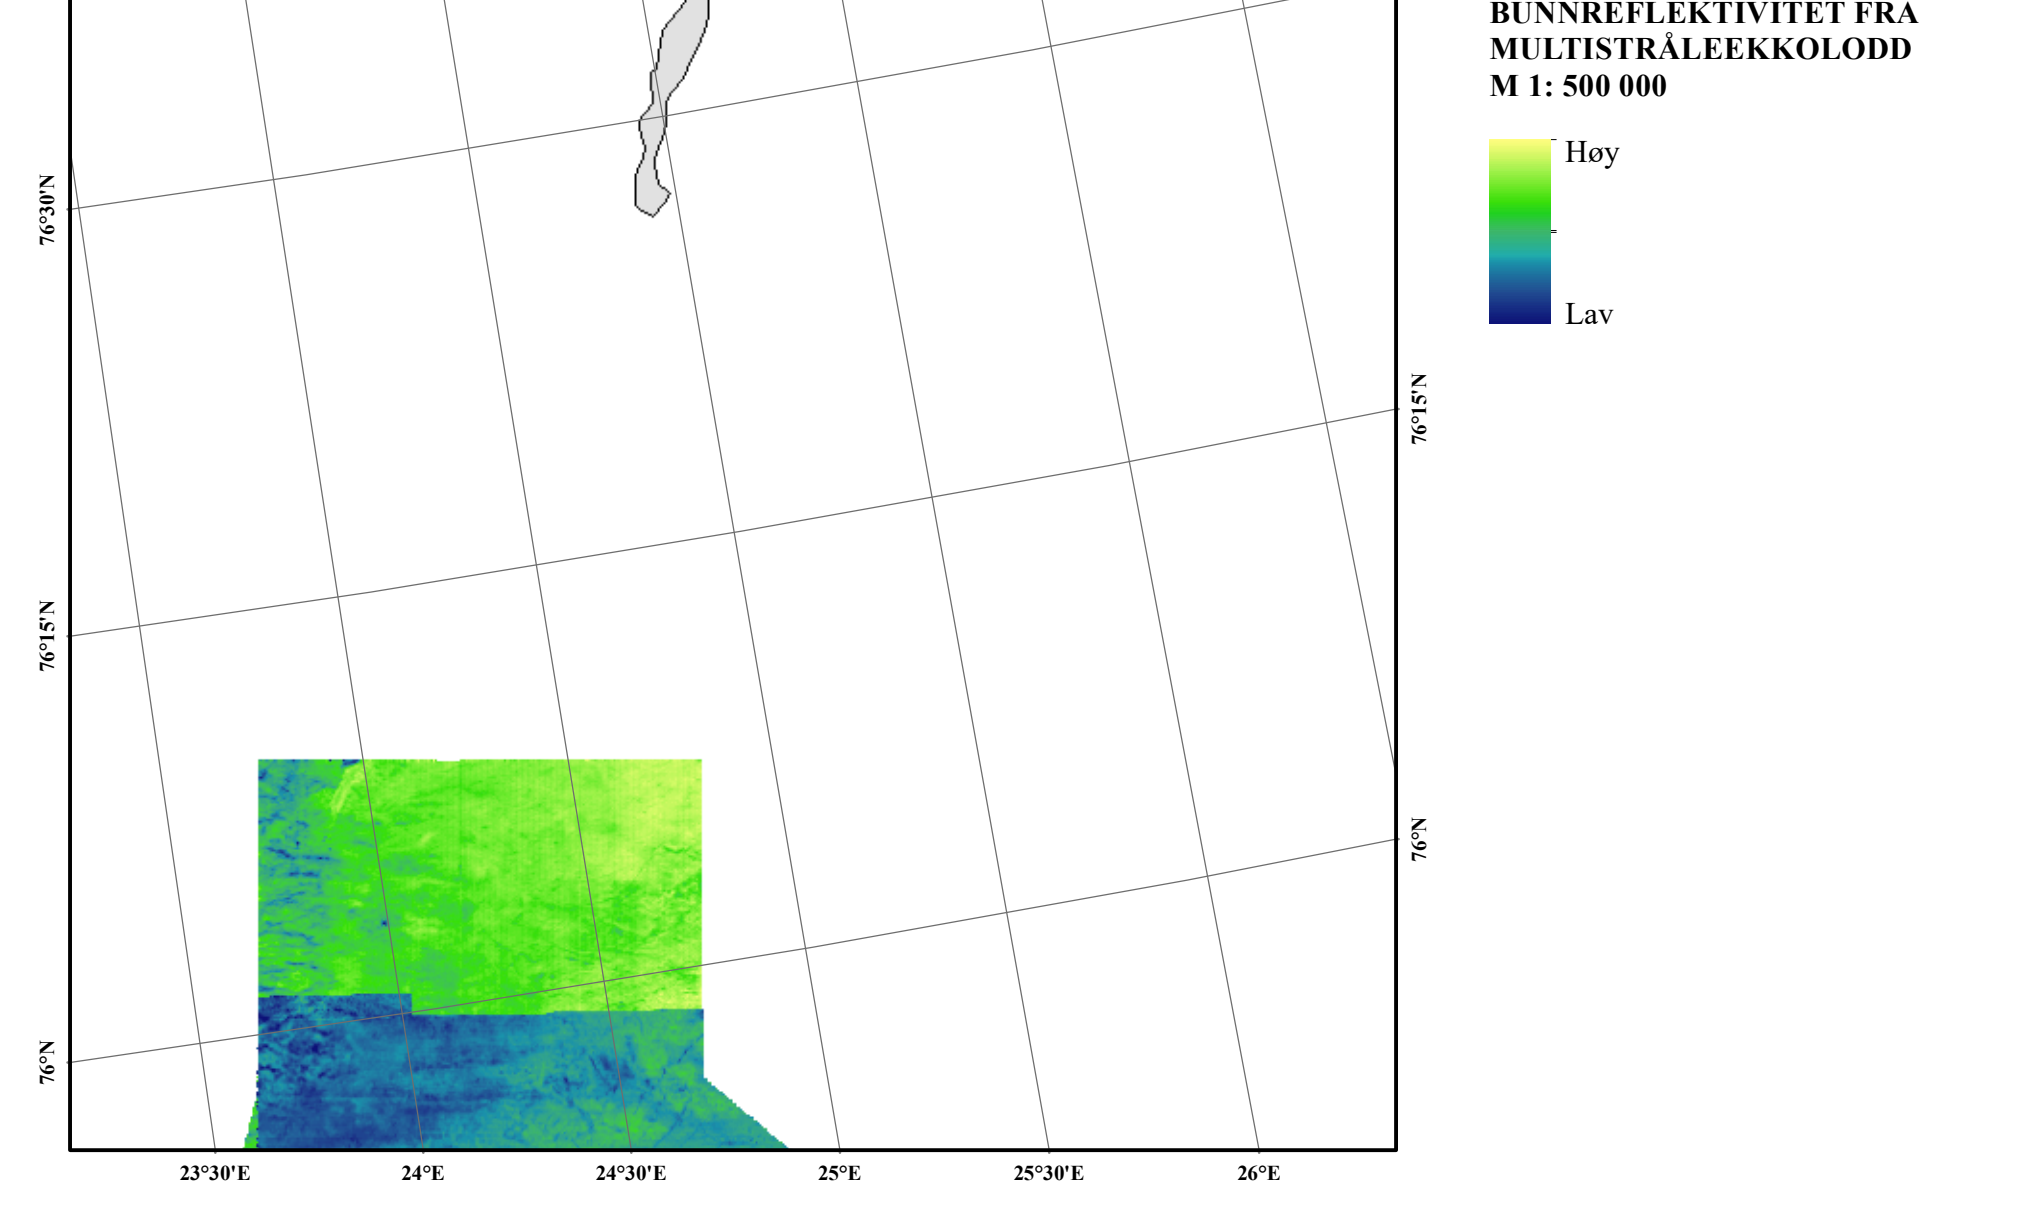 BUNNREFLEKTIVITET FRA
MULTISTRÅLEEKKOLODD
M 1: 500 000
Høy
Lav
76°30'N
76°15'N
76°N
76°15'N
76°N
23°30'E
24°E
24°30'E
25°E
25°30'E
26°E